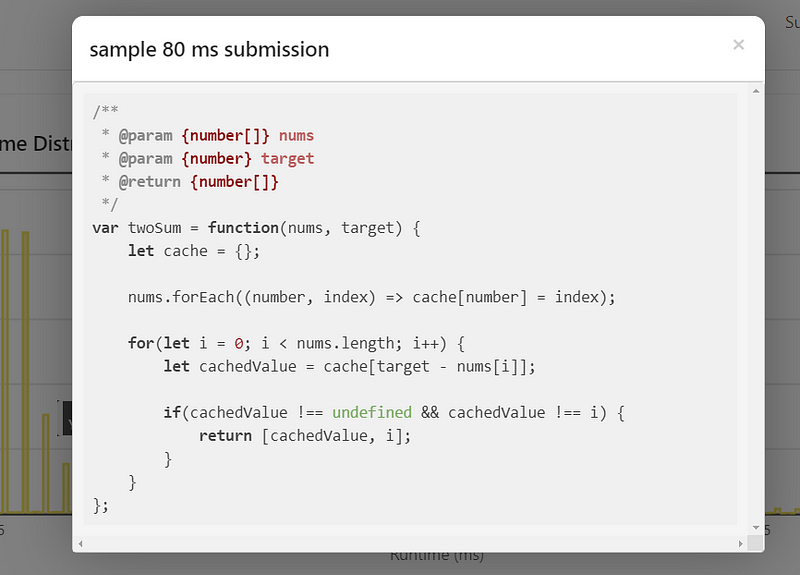 Su
sample 80 ms submission
×
me Distr
/**
 * @param {number[]} nums
 * @param {number} target
 * @return {number[]}
 */
var twoSum = function(nums, target) {
    let cache = {};
    nums.forEach((number, index) => cache[number] = index);
    for(let i = 0; i < nums.length; i++) {
        let cachedValue = cache[target - nums[i]];
        if(cachedValue !== undefined && cachedValue !== i) {
            return [cachedValue, i];
        }
    }
};
5
5
Runtime (ms)